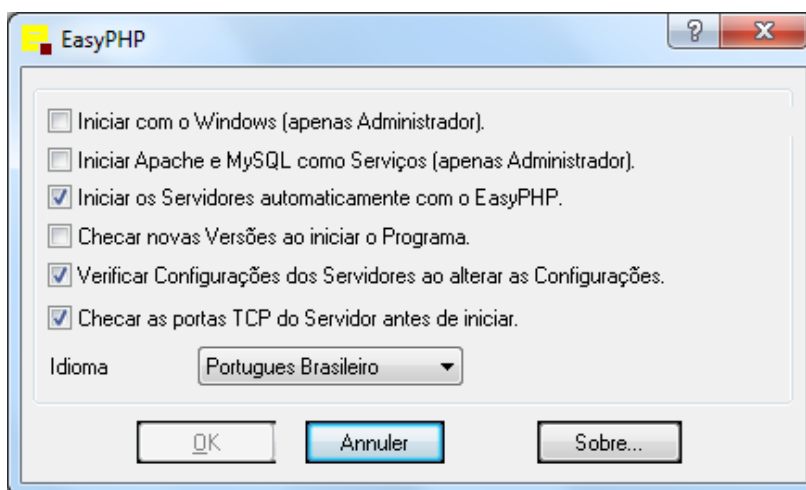 EasyPHP
Iniciar com o Windows (apenas Administrador).
Iniciar Apache e MySQL como Serviços (apenas Administrador).
Iniciar os Servidores automaticamente com o EasyPHP.
Checar novas Versões ao iniciar o Programa.
Verificar Configurações dos Servidores ao alterar as Configurações.
Checar as portas TCP do Servidor antes de iniciar.
Idioma Portugues Brasileiro
OK Annuler Sobre...